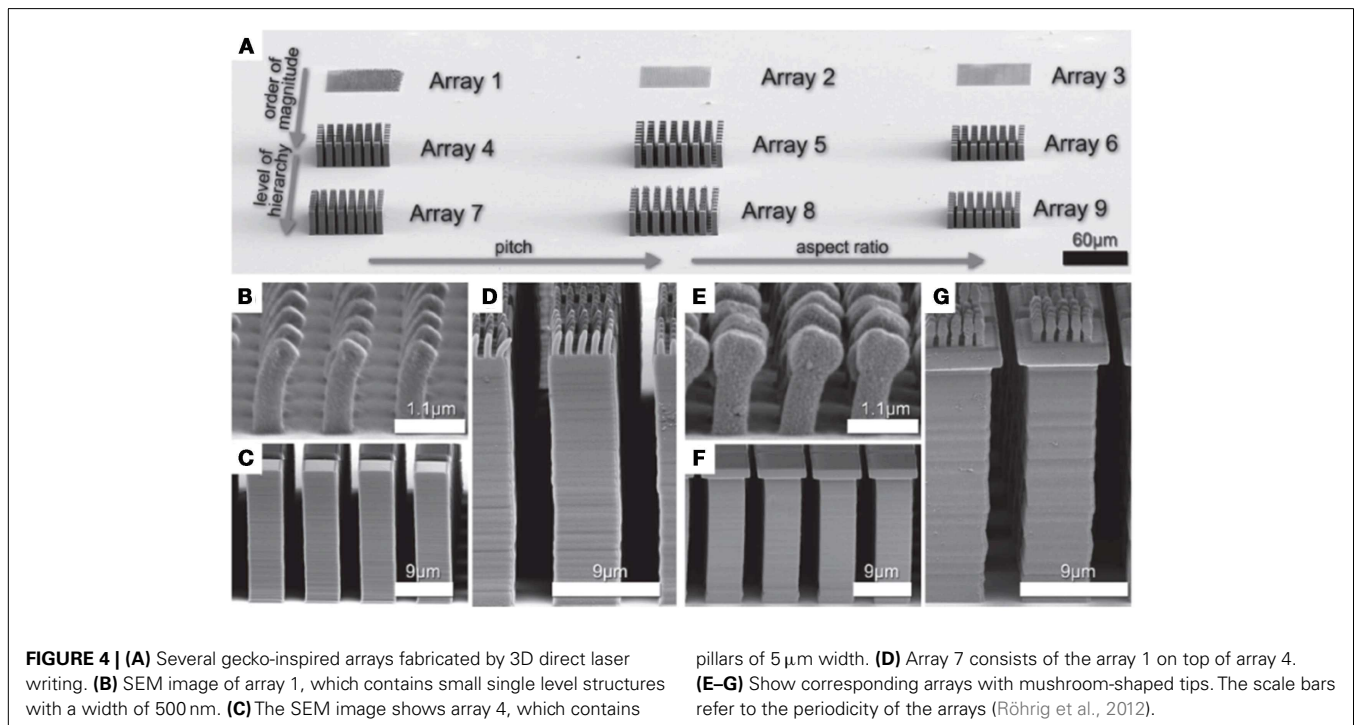 A
order of
magnitude
level of
hierarchy
Array 1
Array 2
Array 3
Array 4
Array 5
Array 6
Array 7
Array 8
Array 9
pitch
aspect ratio
60μm
B
1.1μm
C
9μm
D
9μm
E
1.1μm
F
9μm
G
9μm
FIGURE 4 | (A) Several gecko-inspired arrays fabricated by 3D direct laser
writing. (B) SEM image of array 1, which contains small single level structures
with a width of 500 nm. (C) The SEM image shows array 4, which contains
pillars of 5 μm width. (D) Array 7 consists of the array 1 on top of array 4.
(E–G) Show corresponding arrays with mushroom-shaped tips. The scale bars
refer to the periodicity of the arrays (Röhrig et al., 2012).